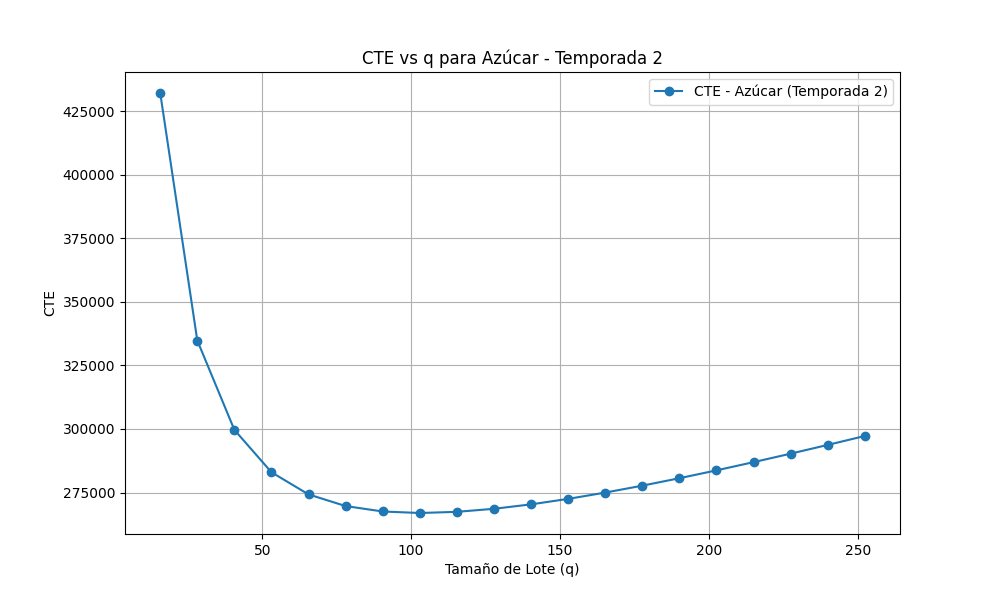 CTE vs q para Azúcar - Temporada 2
CTE - Azúcar (Temporada 2)
425000
400000
375000
350000
325000
300000
275000
CTE
50 100 150 200 250
Tamaño de Lote (q)